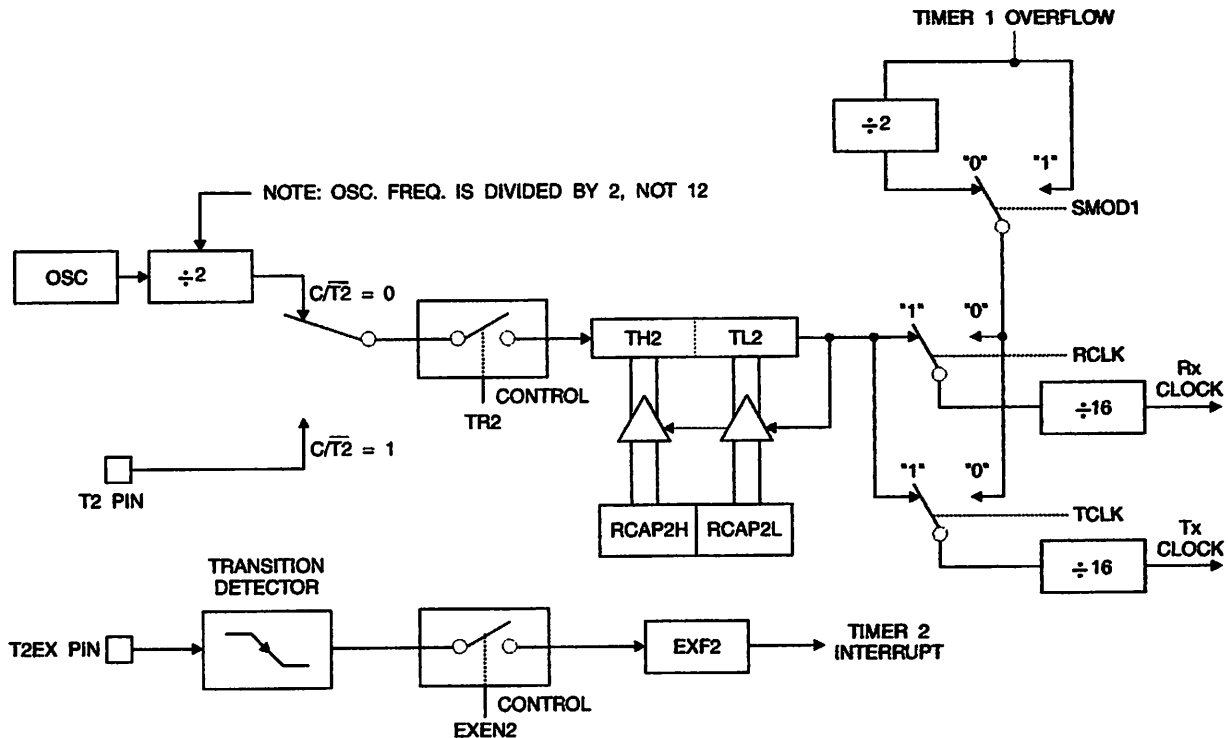 TIMER 1 OVERFLOW
÷2
"0" "1"
SMOD1
NOTE: OSC. FREQ. IS DIVIDED BY 2, NOT 12
OSC
÷2
C/T2̅ = 0
TH2 TL2
"1" "0"
RCLK
Rx
CLOCK
÷16
CONTROL
TR2
C/T2̅ = 1
T2 PIN
RCAP2H RCAP2L
"1" "0"
TCLK
Tx
CLOCK
÷16
TRANSITION
DETECTOR
T2EX PIN
EXF2
TIMER 2
INTERRUPT
CONTROL
EXEN2